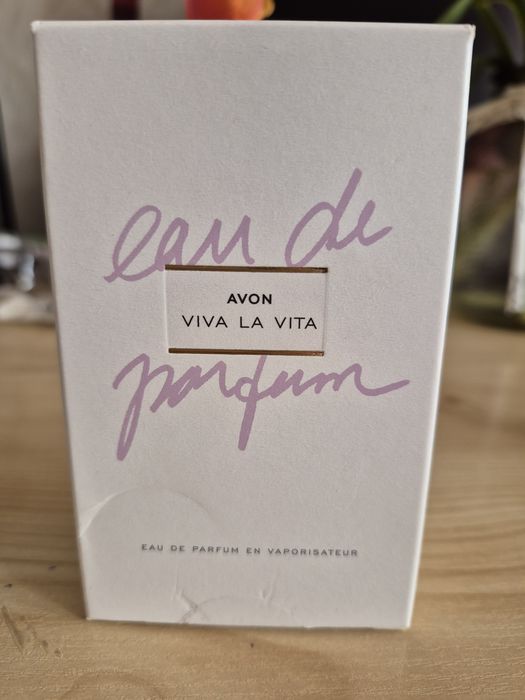 eau de
AVON
VIVA LA VITA
parfum
EAU DE PARFUM EN VAPORISATEUR